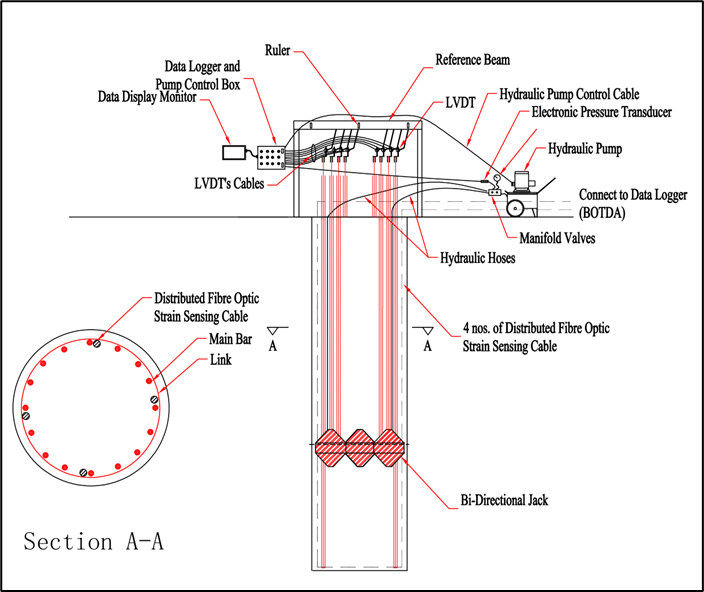 Ruler
Data Logger and
Pump Control Box
Data Display Monitor
Reference Beam
LVDT
Hydraulic Pump Control Cable
Electronic Pressure Transducer
Hydraulic Pump
LVDT's Cables
Connect to Data Logger
(BOTDA)
Manifold Valves
Hydraulic Hoses
Distributed Fibre Optic
Strain Sensing Cable
Main Bar
Link
A
A
4 nos. of Distributed Fibre Optic
Strain Sensing Cable
Bi-Directional Jack
Section A-A